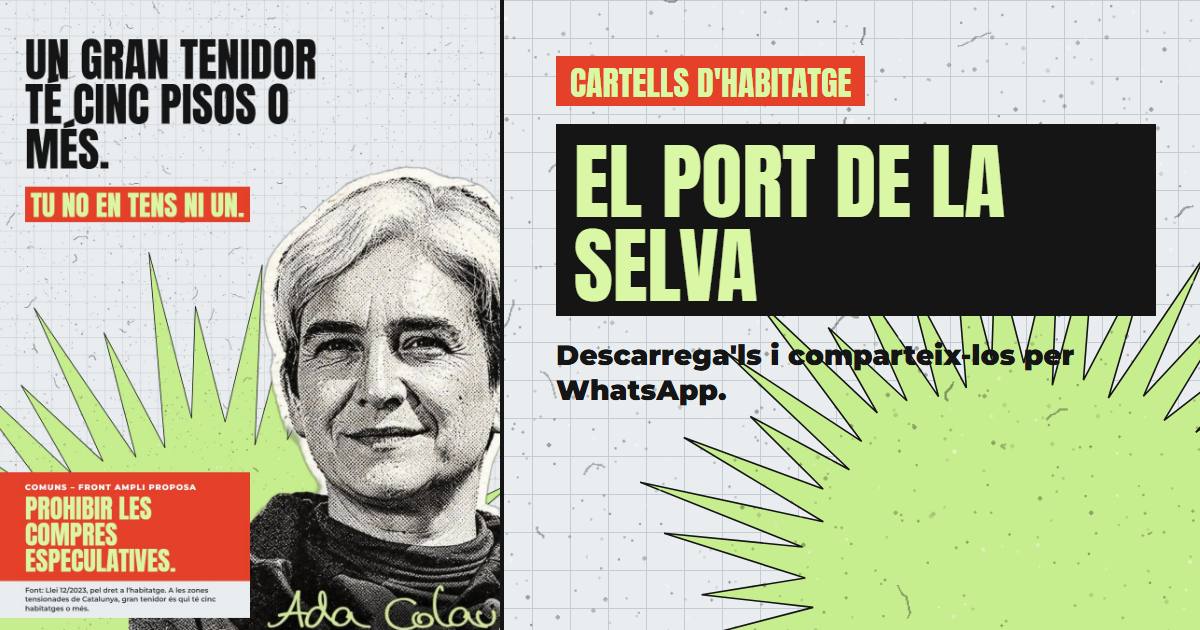 UN GRAN TENIDOR
TÉ CINC PISOS O
MÉS.
TU NO EN TENS NI UN.
COMUNS – FRONT AMPLI PROPOSA
PROHIBIR LES
COMPRES
ESPECULATIVES.
Font: Llei 12/2023, pel dret a l'habitatge. A les zones
tensionades de Catalunya, gran tenidor és qui té cinc
habitatges o més.
Ada Colau
CARTELLS D'HABITATGE
EL PORT DE LA
SELVA
Descarrega'ls i comparteix-los per
WhatsApp.